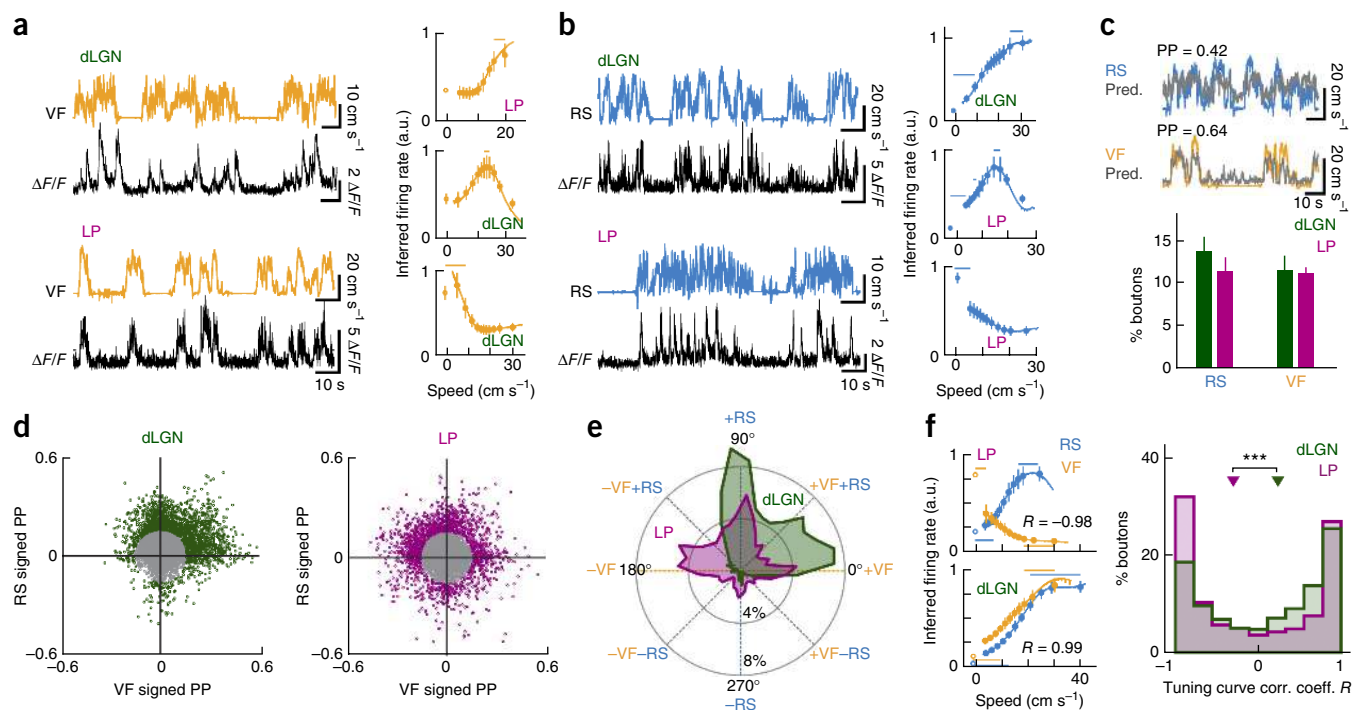 a
dLGN
VF
10 cm s⁻¹
ΔF/F
2 ΔF/F
LP
VF
20 cm s⁻¹
ΔF/F
5 ΔF/F
10 s
Inferred firing rate (a.u.)
1
0
0 10 20
LP
1
0
0 30
dLGN
1
0
0 30
dLGN
Speed (cm s⁻¹)
b
dLGN
RS
20 cm s⁻¹
ΔF/F
5 ΔF/F
LP
RS
10 cm s⁻¹
ΔF/F
2 ΔF/F
10 s
Inferred firing rate (a.u.)
1
0
0 30
dLGN
1
0
0 30
LP
1
0
0 30
LP
Speed (cm s⁻¹)
c
PP = 0.42
RS
Pred.
20 cm s⁻¹
PP = 0.64
VF
Pred.
20 cm s⁻¹
10 s
dLGN
LP
% boutons
15
10
5
0
RS VF
d
dLGN
RS signed PP
0.6
0
−0.6
−0.6 0 0.6
VF signed PP
LP
0.6
0
−0.6
−0.6 0 0.6
VF signed PP
e
+RS
90°
−VF+RS
+VF+RS
dLGN
LP
−VF 180°
0° +VF
4%
−VF−RS
+VF−RS
8%
270°
−RS
f
Inferred firing rate (a.u.)
LP
RS
VF
1
0
R = −0.98
dLGN
1
0
R = 0.99
0 20 40
Speed (cm s⁻¹)
***
dLGN
LP
% boutons
40
20
0
−1 0 1
Tuning curve corr. coeff. R